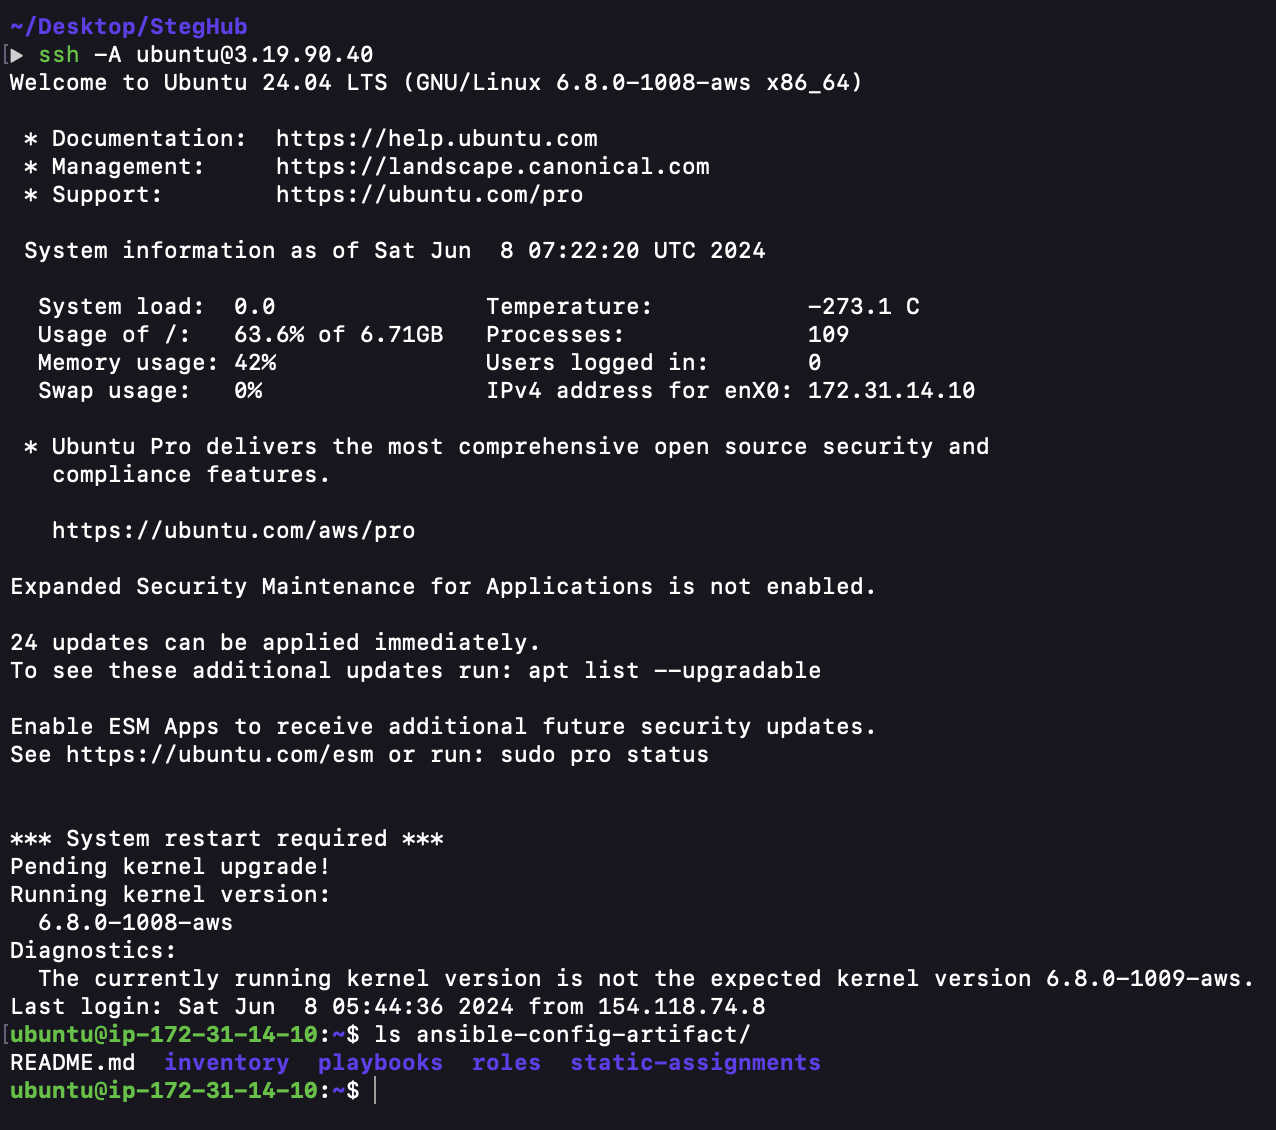 ~/Desktop/StegHub
▶ ssh -A ubuntu@3.19.90.40
Welcome to Ubuntu 24.04 LTS (GNU/Linux 6.8.0-1008-aws x86_64)
* Documentation:  https://help.ubuntu.com
* Management:     https://landscape.canonical.com
* Support:        https://ubuntu.com/pro
System information as of Sat Jun  8 07:22:20 UTC 2024
System load:  0.0               Temperature:           -273.1 C
Usage of /:   63.6% of 6.71GB   Processes:             109
Memory usage: 42%               Users logged in:       0
Swap usage:   0%                IPv4 address for enX0: 172.31.14.10
* Ubuntu Pro delivers the most comprehensive open source security and
compliance features.
https://ubuntu.com/aws/pro
Expanded Security Maintenance for Applications is not enabled.
24 updates can be applied immediately.
To see these additional updates run: apt list --upgradable
Enable ESM Apps to receive additional future security updates.
See https://ubuntu.com/esm or run: sudo pro status
*** System restart required ***
Pending kernel upgrade!
Running kernel version:
6.8.0-1008-aws
Diagnostics:
The currently running kernel version is not the expected kernel version 6.8.0-1009-aws.
Last login: Sat Jun  8 05:44:36 2024 from 154.118.74.8
ubuntu@ip-172-31-14-10:~$ ls ansible-config-artifact/
README.md  inventory  playbooks  roles  static-assignments
ubuntu@ip-172-31-14-10:~$